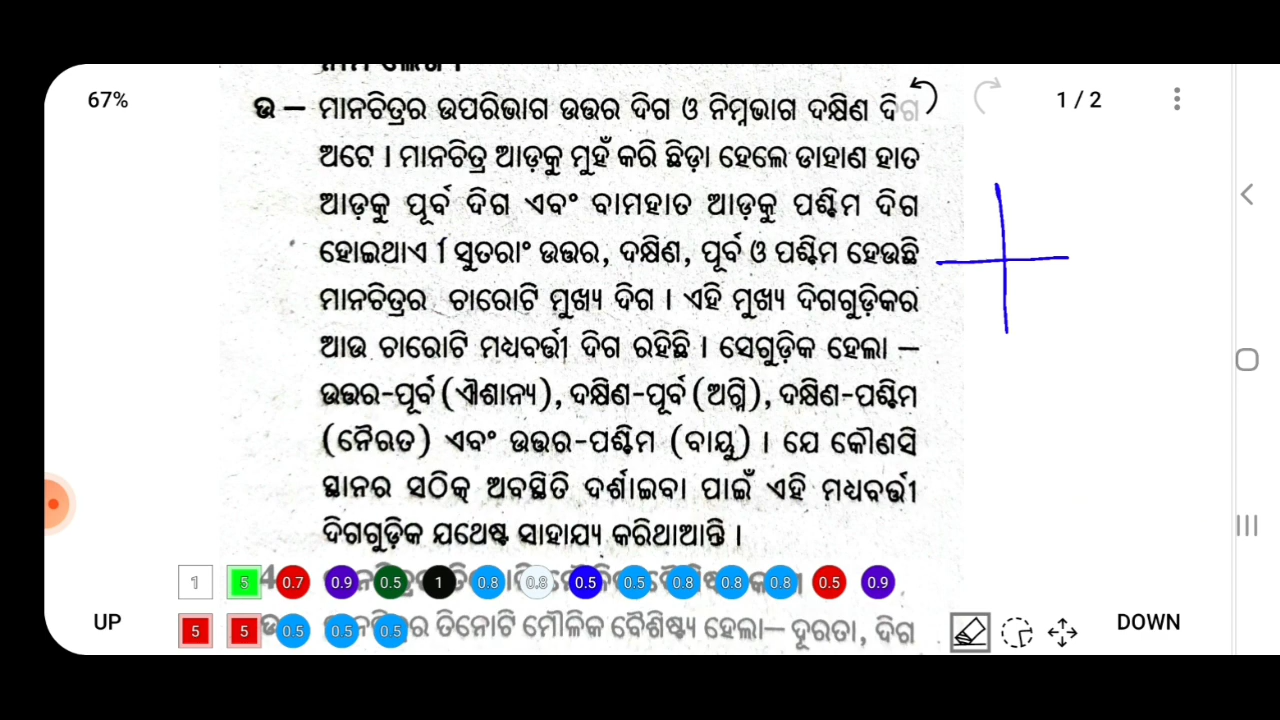 67%
1 / 2
ଉ – ମାନଚିତ୍ରର ଉପରିଭାଗ ଉତ୍ତର ଦିଗ ଓ ନିମ୍ନଭାଗ ଦକ୍ଷିଣ ଦିଗ
ଅଟେ । ମାନଚିତ୍ର ଆଡ଼କୁ ମୁହଁ କରି ଛିଡ଼ା ହେଲେ ଡାହାଣ ହାତ
ଆଡ଼କୁ ପୂର୍ବ ଦିଗ ଏବଂ ବାମହାତ ଆଡ଼କୁ ପଶ୍ଚିମ ଦିଗ
ହୋଇଥାଏ । ସୁତରାଂ ଉତ୍ତର, ଦକ୍ଷିଣ, ପୂର୍ବ ଓ ପଶ୍ଚିମ ହେଉଛି
ମାନଚିତ୍ରର ଚାରୋଟି ମୁଖ୍ୟ ଦିଗ । ଏହି ମୁଖ୍ୟ ଦିଗଗୁଡ଼ିକର
ଆଉ ଚାରୋଟି ମଧ୍ୟବର୍ତ୍ତୀ ଦିଗ ରହିଛି । ସେଗୁଡ଼ିକ ହେଲା –
ଉତ୍ତର-ପୂର୍ବ (ଐଶାନ୍ୟ), ଦକ୍ଷିଣ-ପୂର୍ବ (ଅଗ୍ନି), ଦକ୍ଷିଣ-ପଶ୍ଚିମ
(ନୈରତ) ଏବଂ ଉତ୍ତର-ପଶ୍ଚିମ (ବାୟୁ) । ଯେ କୌଣସି
ସ୍ଥାନର ସଠିକ୍ ଅବସ୍ଥିତି ଦର୍ଶାଇବା ପାଇଁ ଏହି ମଧ୍ୟବର୍ତ୍ତୀ
ଦିଗଗୁଡ଼ିକ ଯଥେଷ୍ଟ ସାହାଯ୍ୟ କରିଥାଆନ୍ତି ।
1 5 0.7 0.9 0.5 1 0.8 0.8 0.5 0.5 0.8 0.8 0.8 0.5 0.9
UP
5 5 0.5 0.5 0.5
ତିନୋଟି ମୌଳିକ ବୈଶିଷ୍ଟ୍ୟ ହେଲା– ଦୂରତା, ଦିଗ
DOWN